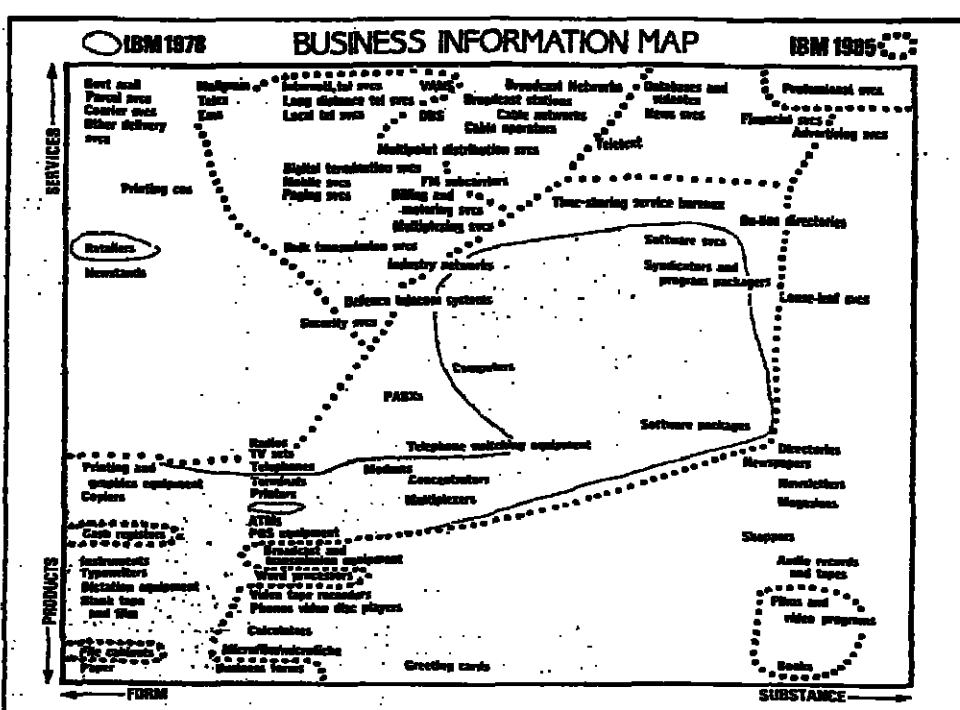 IBM 1978
BUSINESS INFORMATION MAP
IBM 1985
SERVICES
Govt mail
Parcel svcs
Courier svcs
Other delivery
svcs
Mailgram
Telex
Ems
Internatl. tel svcs
Long distance tel svcs
Local tel svcs
VANS
DBS
Broadcast Networks
Broadcast stations
Cable networks
Cable operators
Databases and
videotex
News svcs
Teletext
Professional svcs
Financial svcs
Advertising svcs
Multipoint distribution svcs
Digital termination svcs
Mobile svcs
Paging svcs
FM subcarriers
Billing and
metering svcs
Multiplexing svcs
Printing cos
Time-sharing service bureaus
On-line directories
Retailers
Newstands
Bulk transmission svcs
Industry networks
Software svcs
Syndicators and
program packagers
Defence telecom systems
Loose-leaf svcs
Security svcs
Computers
PABXs
Software packages
Radios
TV sets
Telephones
Terminals
Printers
Telephone switching equipment
Modems
Concentrators
Multiplexers
Directories
Newspapers
Newsletters
Magazines
Printing and
graphics equipment
Copiers
Cash registers
ATMs
POS equipment
Broadcast and
transmission equipment
Word processors
Video tape recorders
Phonos video disc players
Calculators
Microfilm/microfiche
Business forms
Shoppers
Audio records
and tapes
Films and
video programs
Books
PRODUCTS
Instruments
Typewriters
Dictation equipment
Blank tape
and film
File cabinets
Paper
Greeting cards
FORM
SUBSTANCE